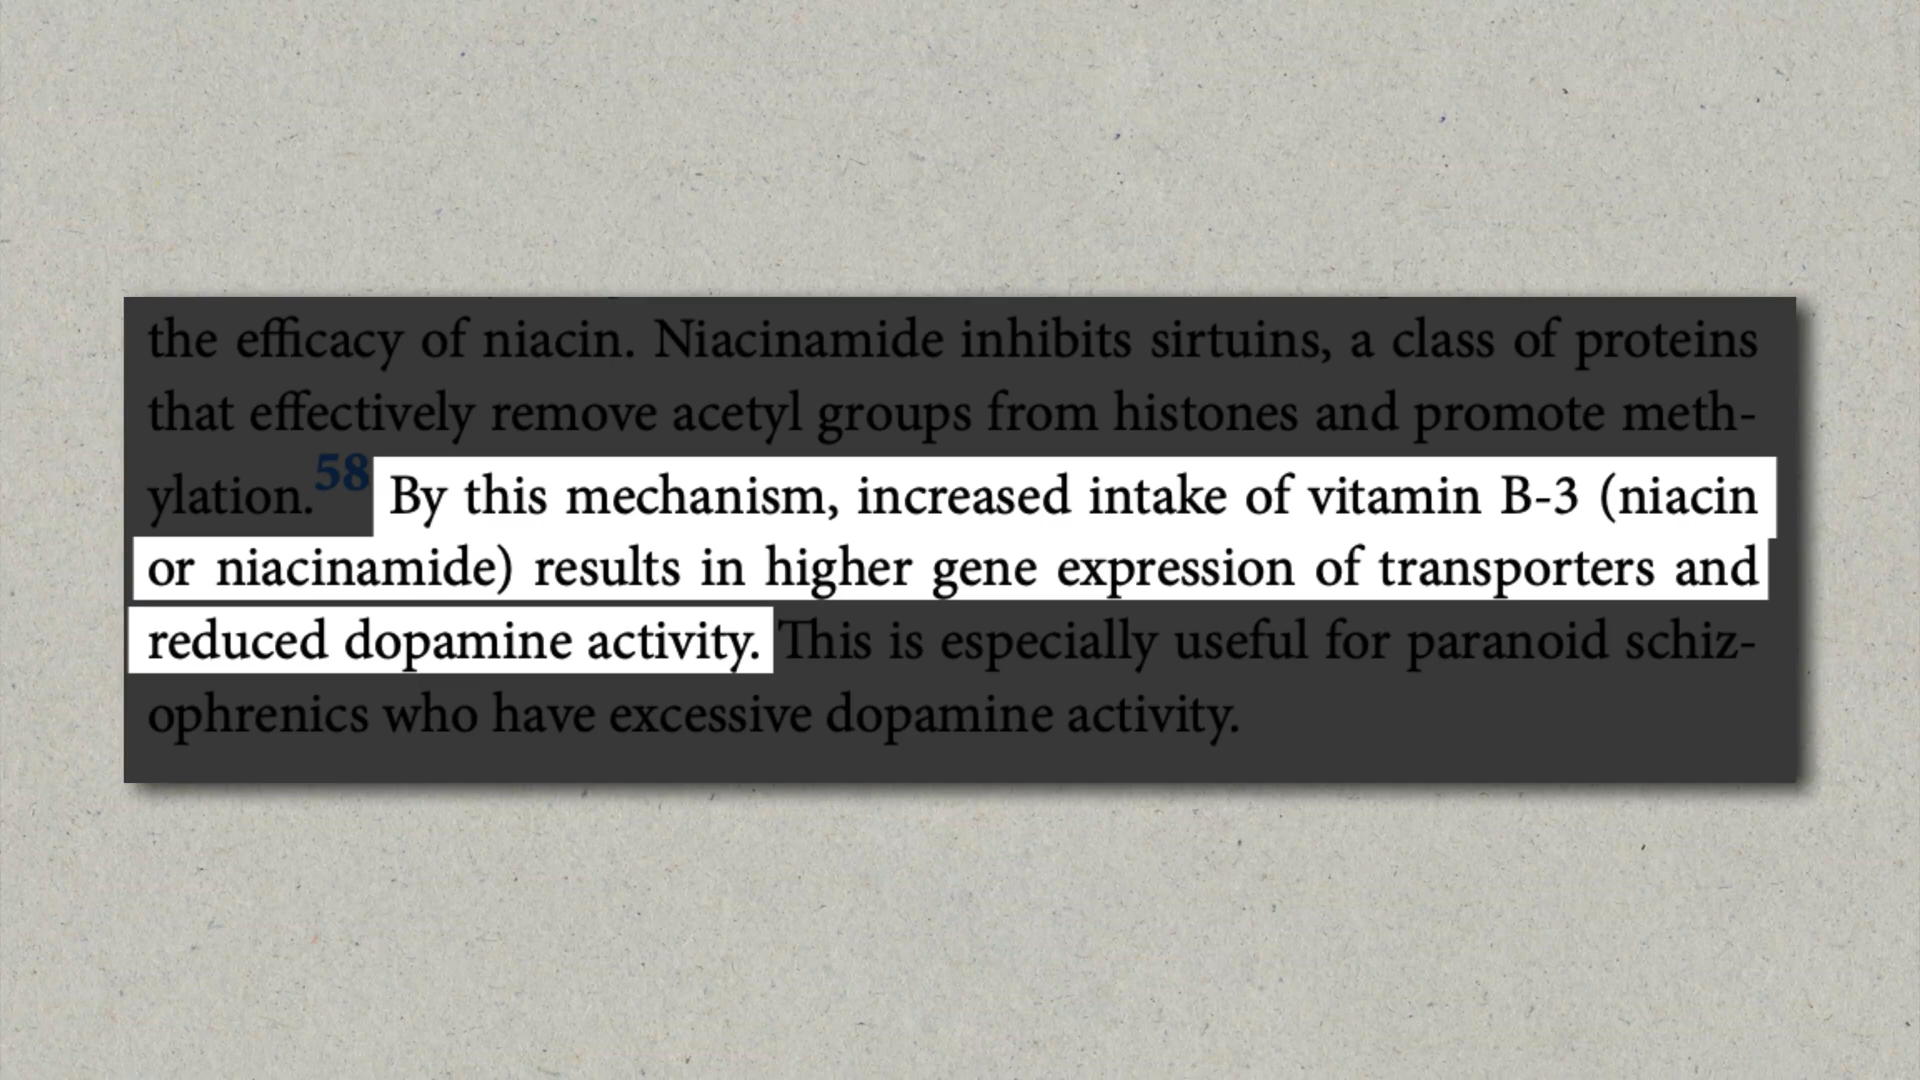 the efficacy of niacin. Niacinamide inhibits sirtuins, a class of proteins
that effectively remove acetyl groups from histones and promote meth-
ylation.58 By this mechanism, increased intake of vitamin B-3 (niacin
or niacinamide) results in higher gene expression of transporters and
reduced dopamine activity. This is especially useful for paranoid schiz-
ophrenics who have excessive dopamine activity.